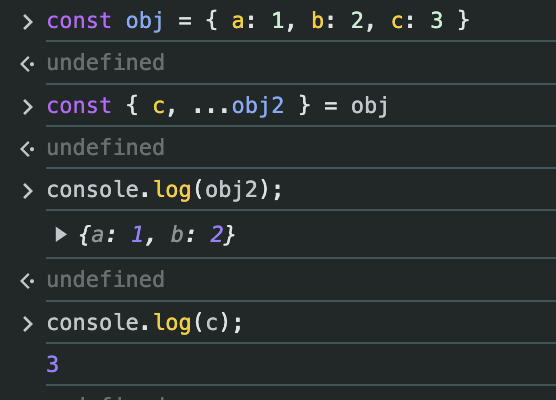 const obj = { a: 1, b: 2, c: 3 }
undefined
const { c, ...obj2 } = obj
undefined
console.log(obj2);
{a: 1, b: 2}
undefined
console.log(c);
3